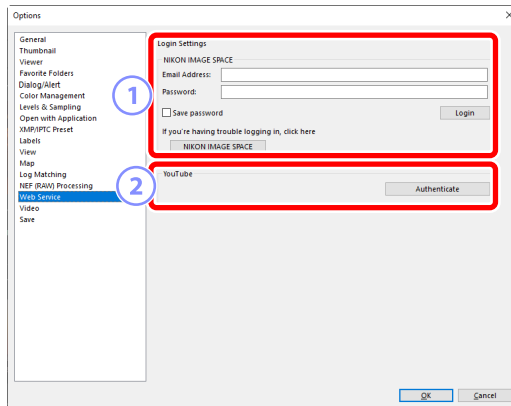 Options
General
Thumbnail
Viewer
Favorite Folders
Dialog/Alert
Color Management
Levels & Sampling
Open with Application
XMP/IPTC Preset
Labels
View
Map
Log Matching
NEF (RAW) Processing
Web Service
Video
Save
1
Login Settings
NIKON IMAGE SPACE
Email Address:
Password:
Save password
Login
If you're having trouble logging in, click here
NIKON IMAGE SPACE
2
YouTube
Authenticate
OK
Cancel